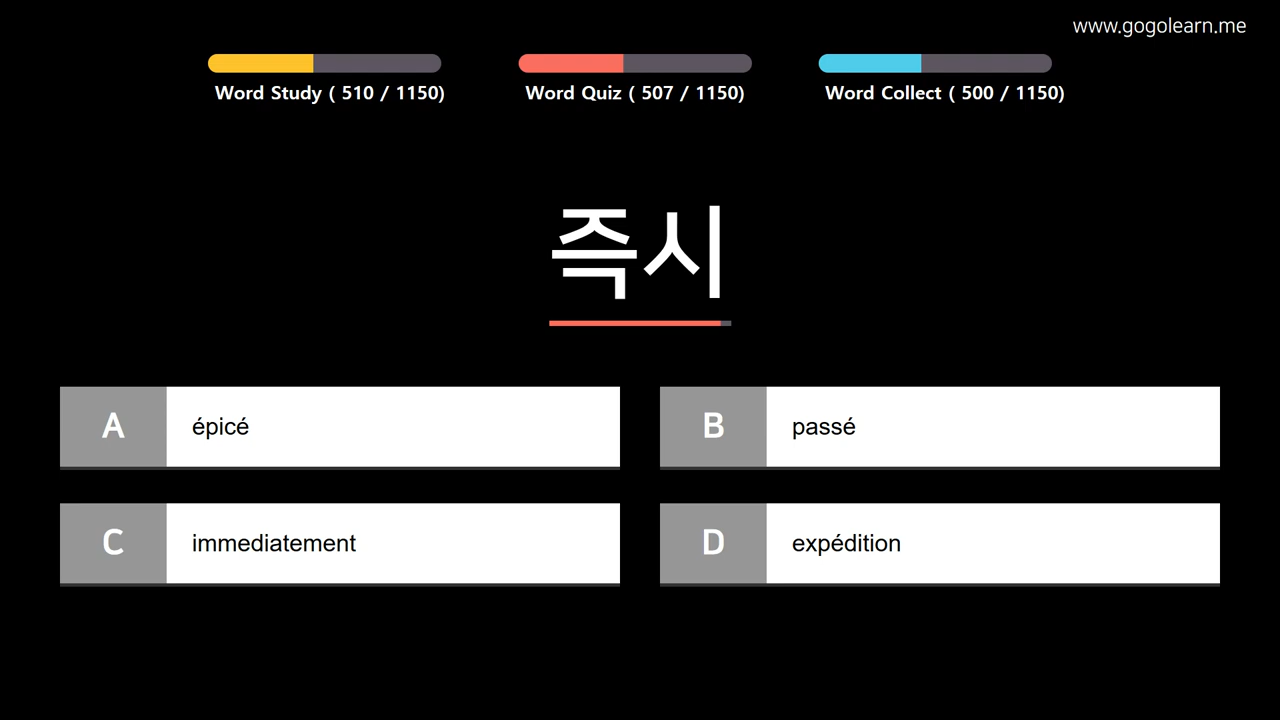 www.gogolearn.me
Word Study ( 510 / 1150)
Word Quiz ( 507 / 1150)
Word Collect ( 500 / 1150)
즉시
A épicé
B passé
C immediatement
D expédition